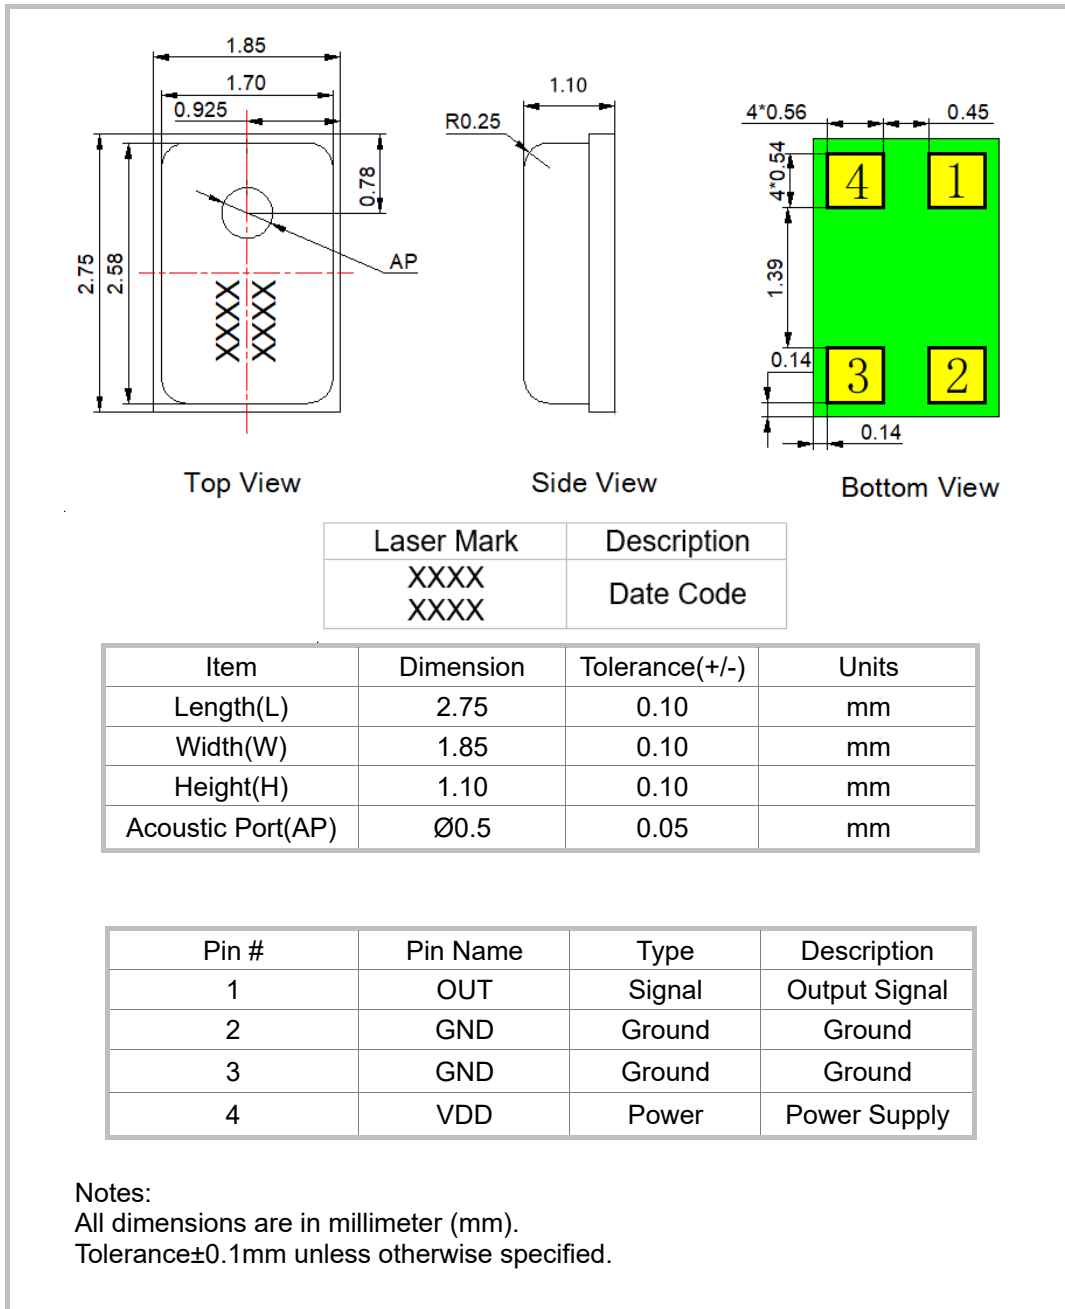 1.85
1.70
0.925
0.78
2.75
2.58
AP
XXXX
XXXX
Top View
1.10
R0.25
Side View
4*0.56
0.45
4*0.54
4
1
1.39
0.14
3
2
0.14
Bottom View
Laser Mark Description
XXXX
XXXX
Date Code
Item Dimension Tolerance(+/-) Units
Length(L) 2.75 0.10 mm
Width(W) 1.85 0.10 mm
Height(H) 1.10 0.10 mm
Acoustic Port(AP) Ø0.5 0.05 mm
Pin # Pin Name Type Description
1 OUT Signal Output Signal
2 GND Ground Ground
3 GND Ground Ground
4 VDD Power Power Supply
Notes:
All dimensions are in millimeter (mm).
Tolerance±0.1mm unless otherwise specified.